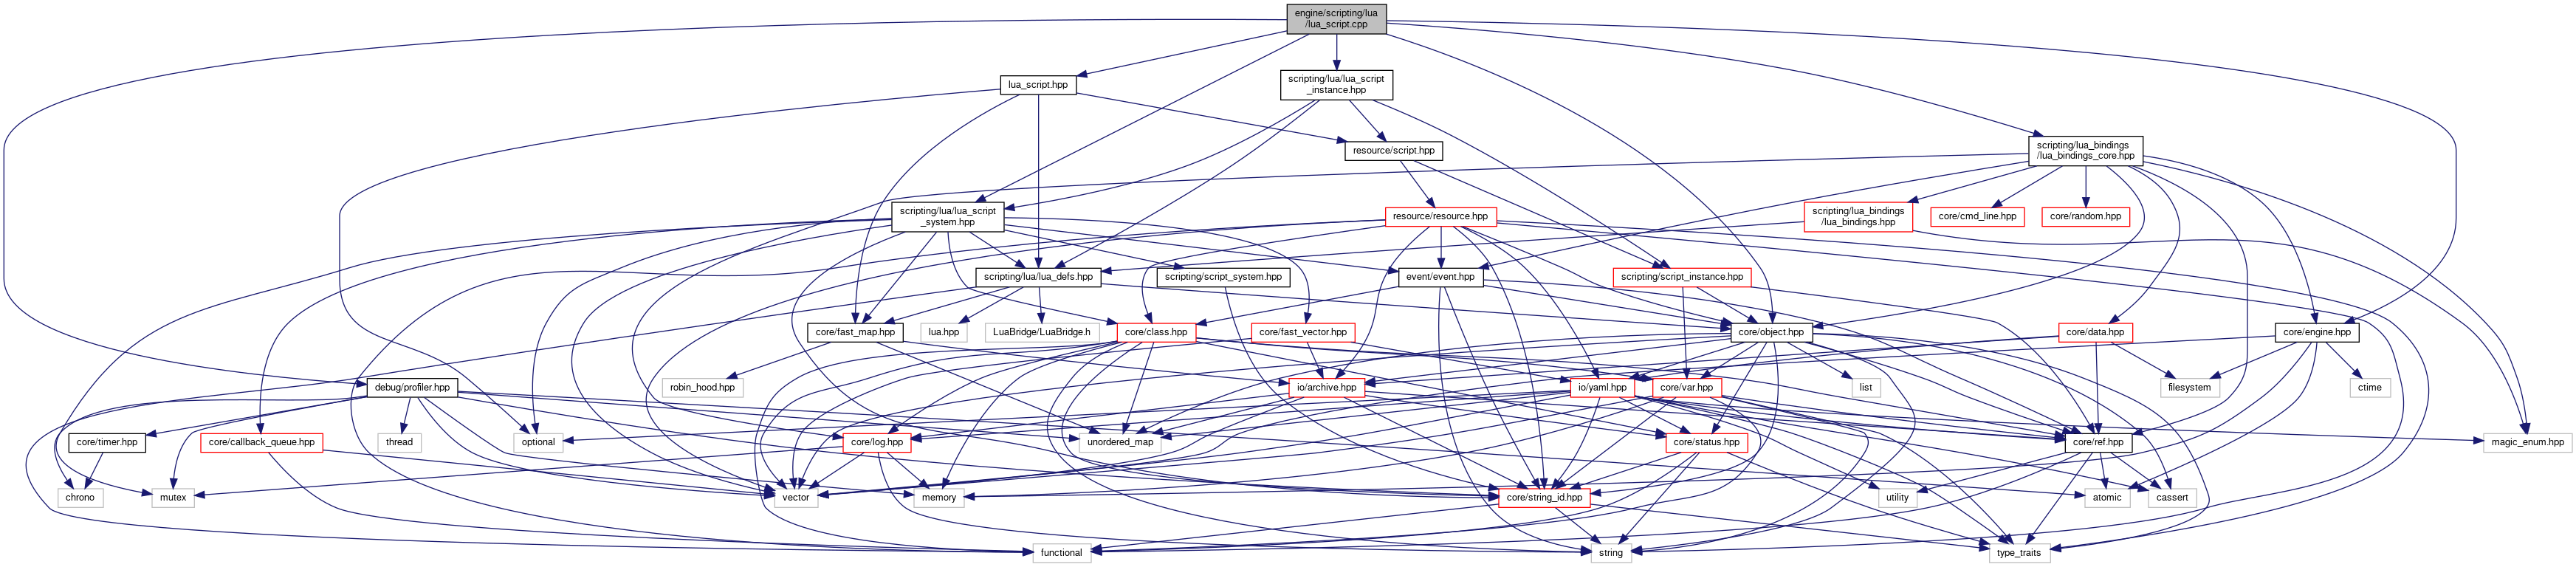 engine/scripting/lua
/lua_script.cpp
lua_script.hpp
scripting/lua/lua_script
_instance.hpp
resource/script.hpp
scripting/lua_bindings
/lua_bindings_core.hpp
scripting/lua/lua_script
_system.hpp
resource/resource.hpp
scripting/lua_bindings
/lua_bindings.hpp
core/cmd_line.hpp
core/random.hpp
scripting/lua/lua_defs.hpp
scripting/script_system.hpp
event/event.hpp
scripting/script_instance.hpp
core/fast_map.hpp
lua.hpp
LuaBridge/LuaBridge.h
core/class.hpp
core/fast_vector.hpp
core/object.hpp
core/data.hpp
core/engine.hpp
debug/profiler.hpp
robin_hood.hpp
io/archive.hpp
io/yaml.hpp
core/var.hpp
list
filesystem
ctime
core/timer.hpp
core/callback_queue.hpp
thread
optional
core/log.hpp
unordered_map
core/status.hpp
core/ref.hpp
magic_enum.hpp
chrono
mutex
vector
memory
core/string_id.hpp
utility
atomic
cassert
functional
string
type_traits